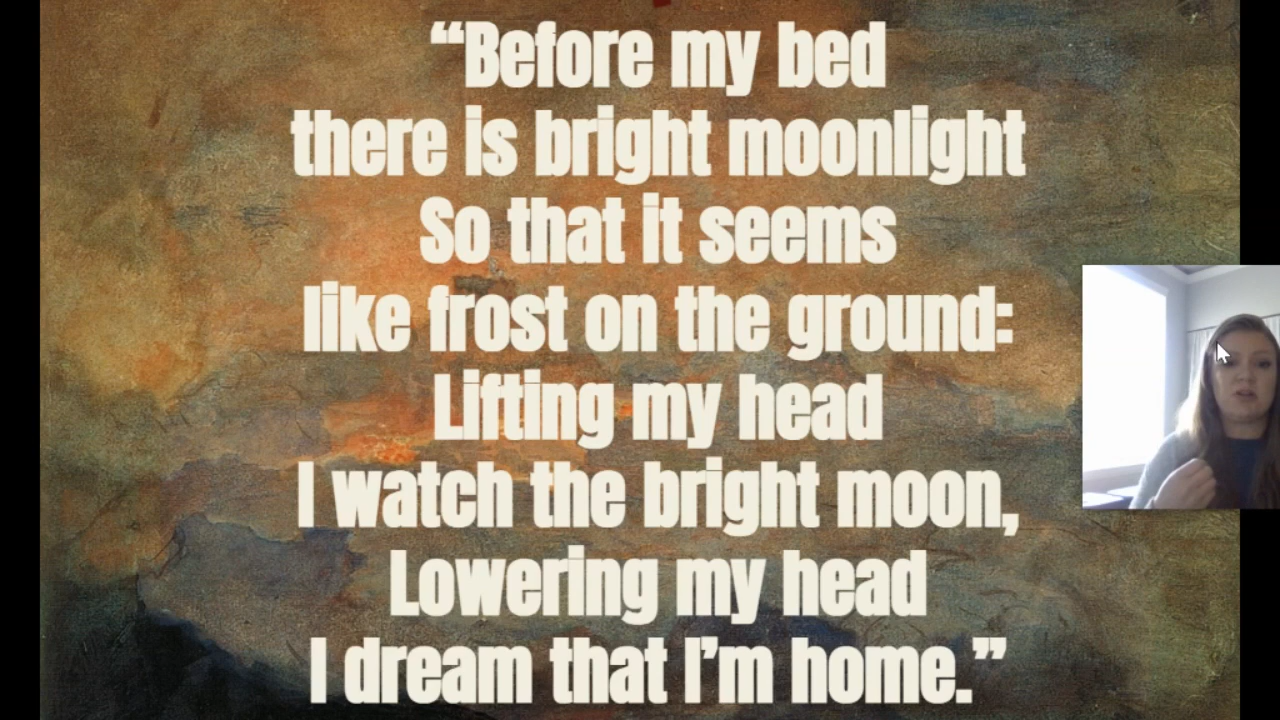 “Before my bed
there is bright moonlight
So that it seems
like frost on the ground:
Lifting my head
I watch the bright moon,
Lowering my head
I dream that I’m home.”